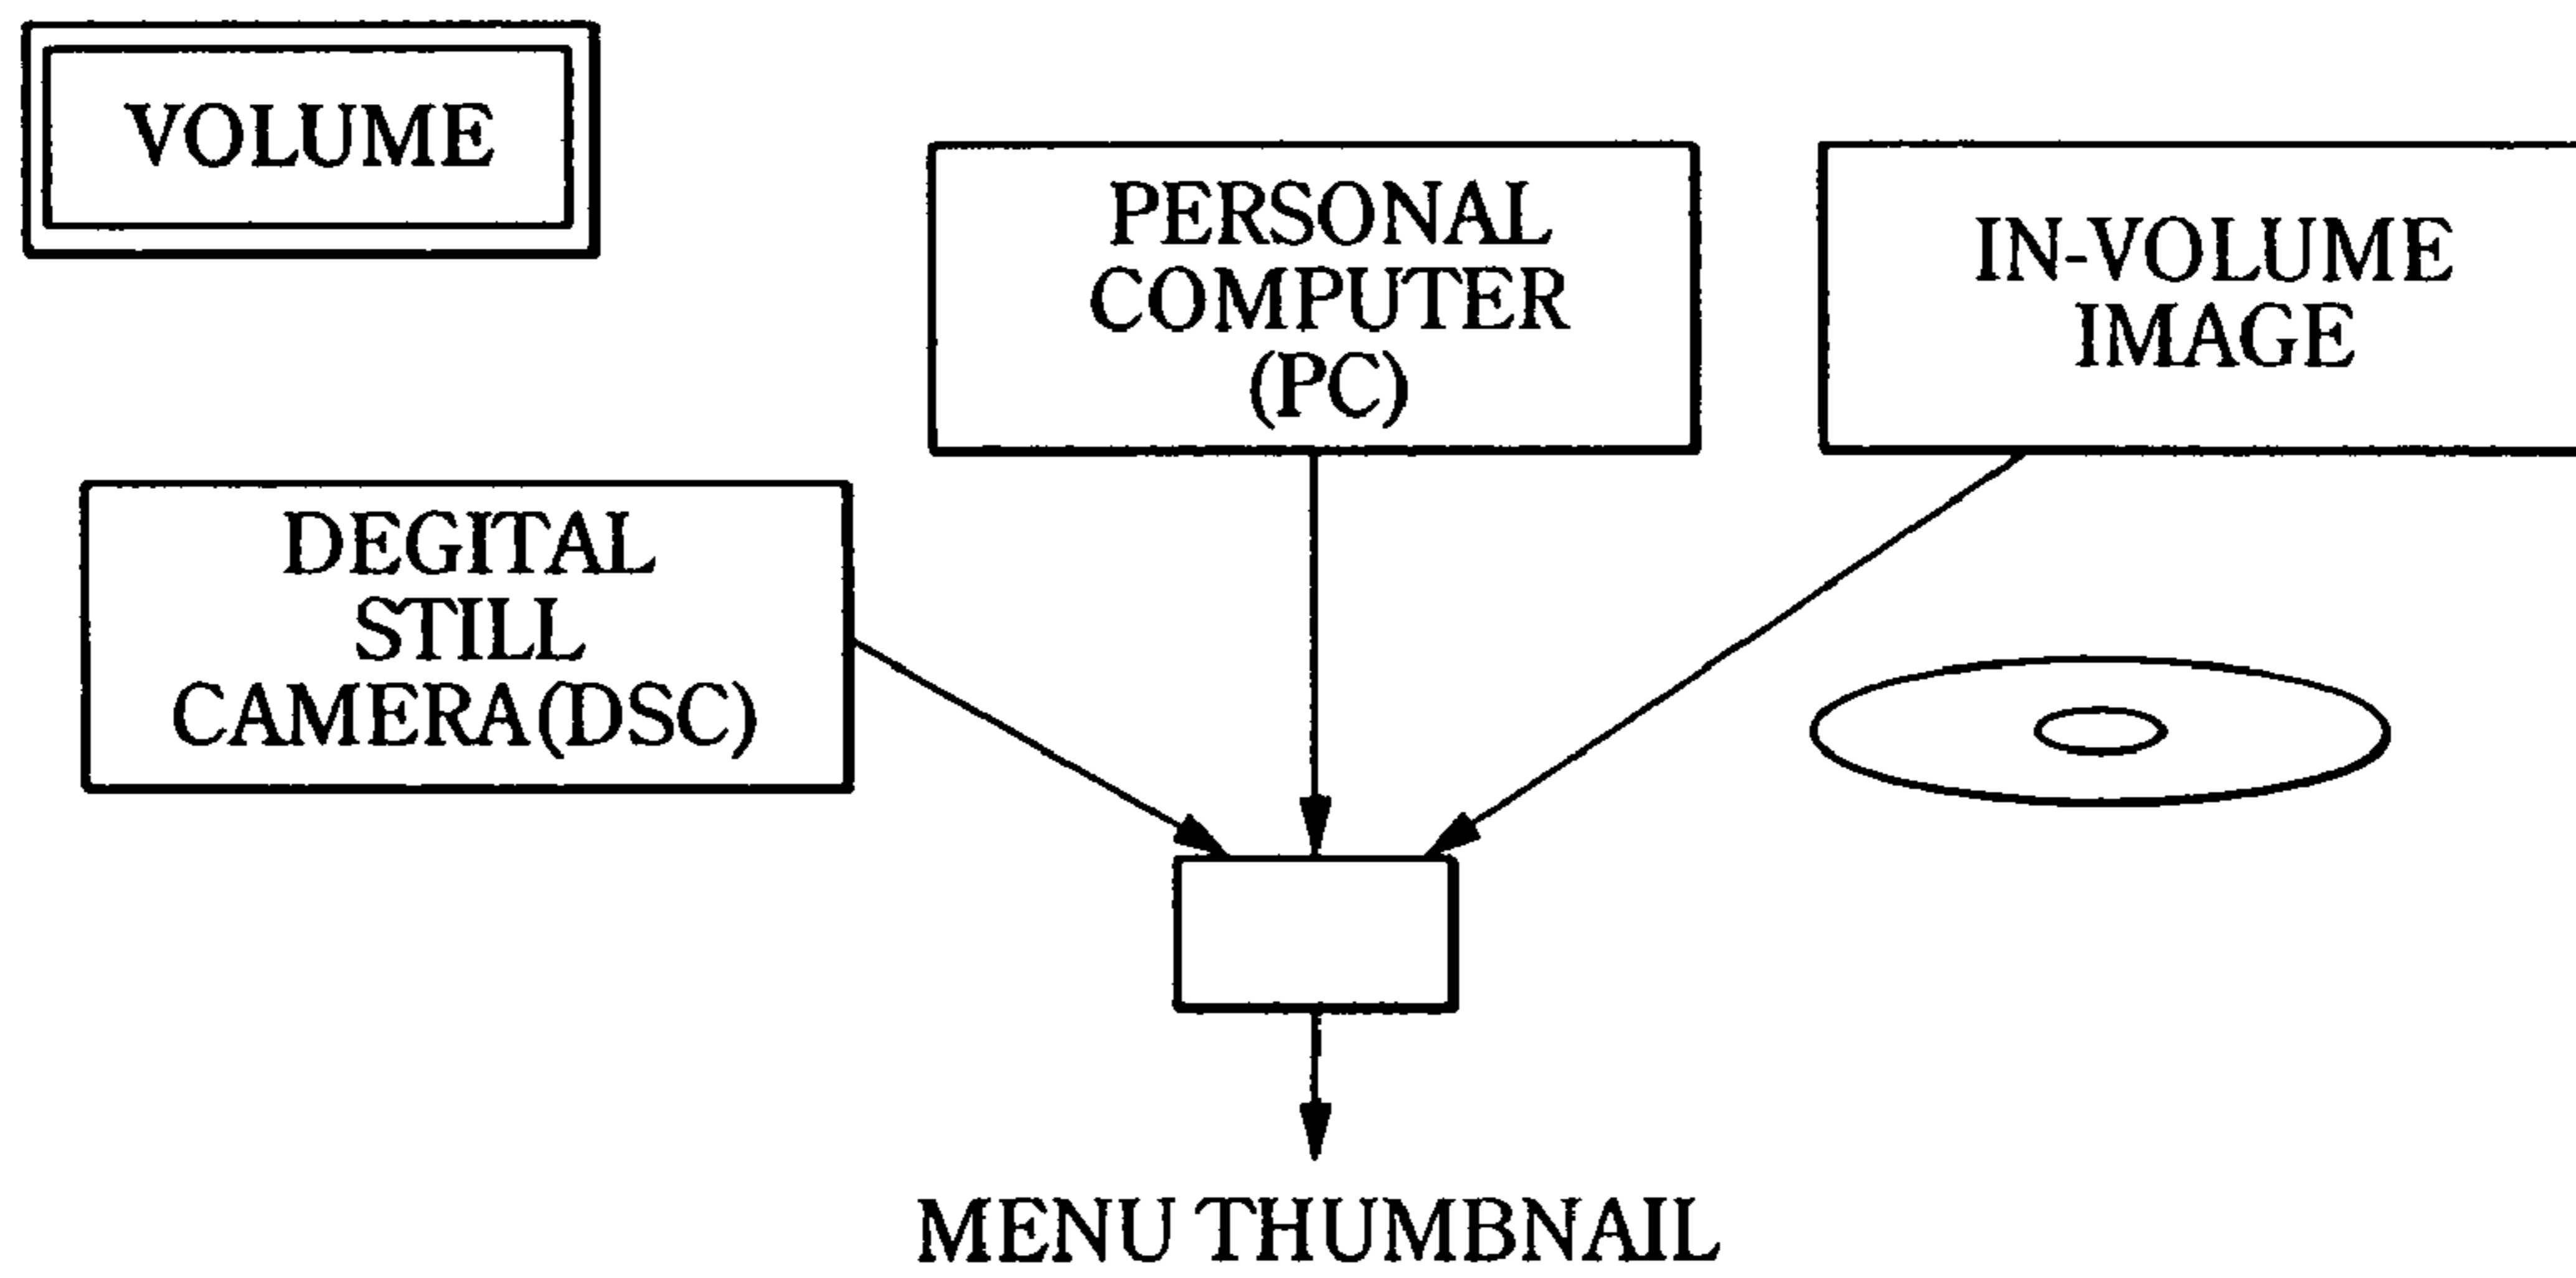 VOLUME
PERSONAL
COMPUTER
(PC)
IN-VOLUME
IMAGE
DEGITAL
STILL
CAMERA(DSC)
MENU THUMBNAIL